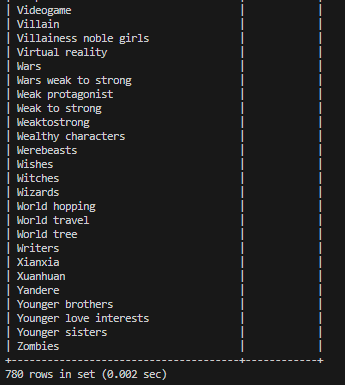 | Videogame | |
| Villain | |
| Villainess noble girls | |
| Virtual reality | |
| Wars | |
| Wars weak to strong | |
| Weak protagonist | |
| Weak to strong | |
| Weaktostrong | |
| Wealthy characters | |
| Werebeasts | |
| Wishes | |
| Witches | |
| Wizards | |
| World hopping | |
| World travel | |
| World tree | |
| Writers | |
| Xianxia | |
| Xuanhuan | |
| Yandere | |
| Younger brothers | |
| Younger love interests | |
| Younger sisters | |
| Zombies | |
+--------------------------------------+------------+
780 rows in set (0.002 sec)